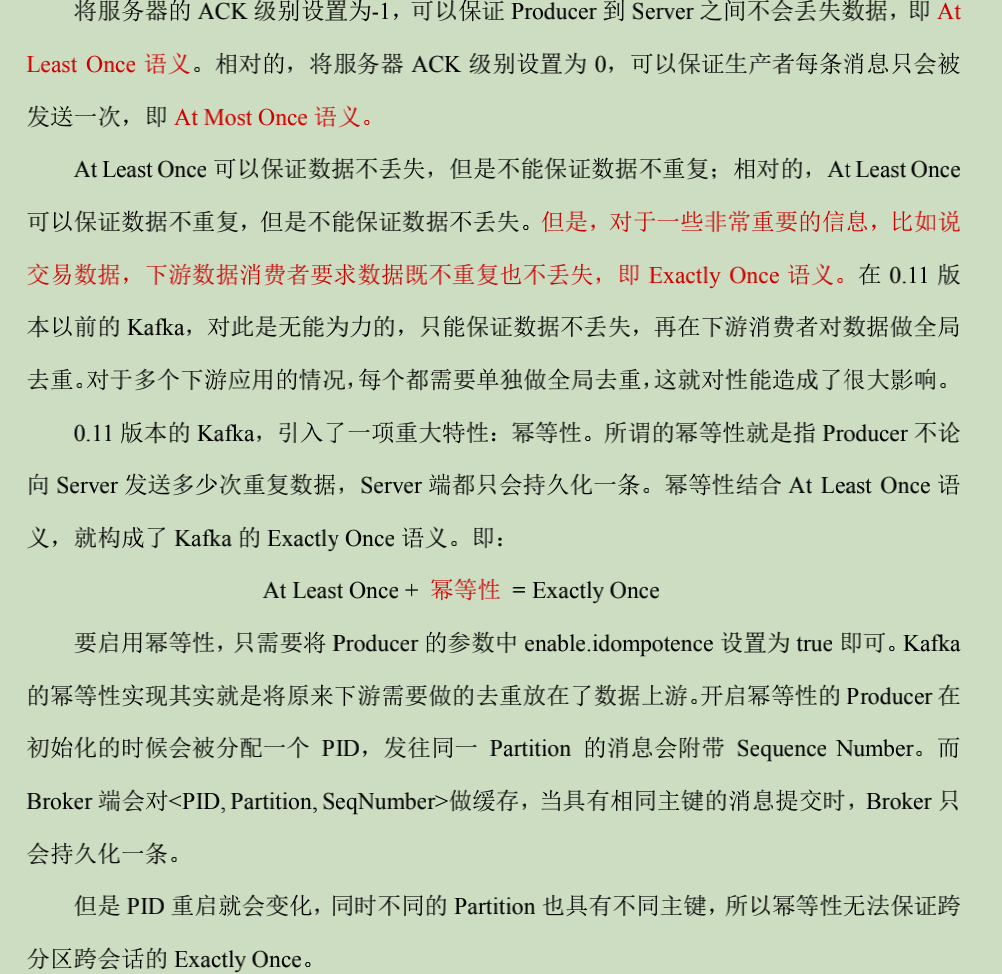 将服务器的 ACK 级别设置为-1，可以保证 Producer 到 Server 之间不会丢失数据，即 At
Least Once 语义。相对的，将服务器 ACK 级别设置为 0，可以保证生产者每条消息只会被
发送一次，即 At Most Once 语义。
At Least Once 可以保证数据不丢失，但是不能保证数据不重复；相对的，At Least Once
可以保证数据不重复，但是不能保证数据不丢失。但是，对于一些非常重要的信息，比如说
交易数据，下游数据消费者要求数据既不重复也不丢失，即 Exactly Once 语义。在 0.11 版
本以前的 Kafka，对此是无能为力的，只能保证数据不丢失，再在下游消费者对数据做全局
去重。对于多个下游应用的情况，每个都需要单独做全局去重，这就对性能造成了很大影响。
0.11 版本的 Kafka，引入了一项重大特性：幂等性。所谓的幂等性就是指 Producer 不论
向 Server 发送多少次重复数据，Server 端都只会持久化一条。幂等性结合 At Least Once 语
义，就构成了 Kafka 的 Exactly Once 语义。即：
At Least Once + 幂等性 = Exactly Once
要启用幂等性，只需要将 Producer 的参数中 enable.idompotence 设置为 true 即可。Kafka
的幂等性实现其实就是将原来下游需要做的去重放在了数据上游。开启幂等性的 Producer 在
初始化的时候会被分配一个 PID，发往同一 Partition 的消息会附带 Sequence Number。而
Broker 端会对<PID, Partition, SeqNumber>做缓存，当具有相同主键的消息提交时，Broker 只
会持久化一条。
但是 PID 重启就会变化，同时不同的 Partition 也具有不同主键，所以幂等性无法保证跨
分区跨会话的 Exactly Once。